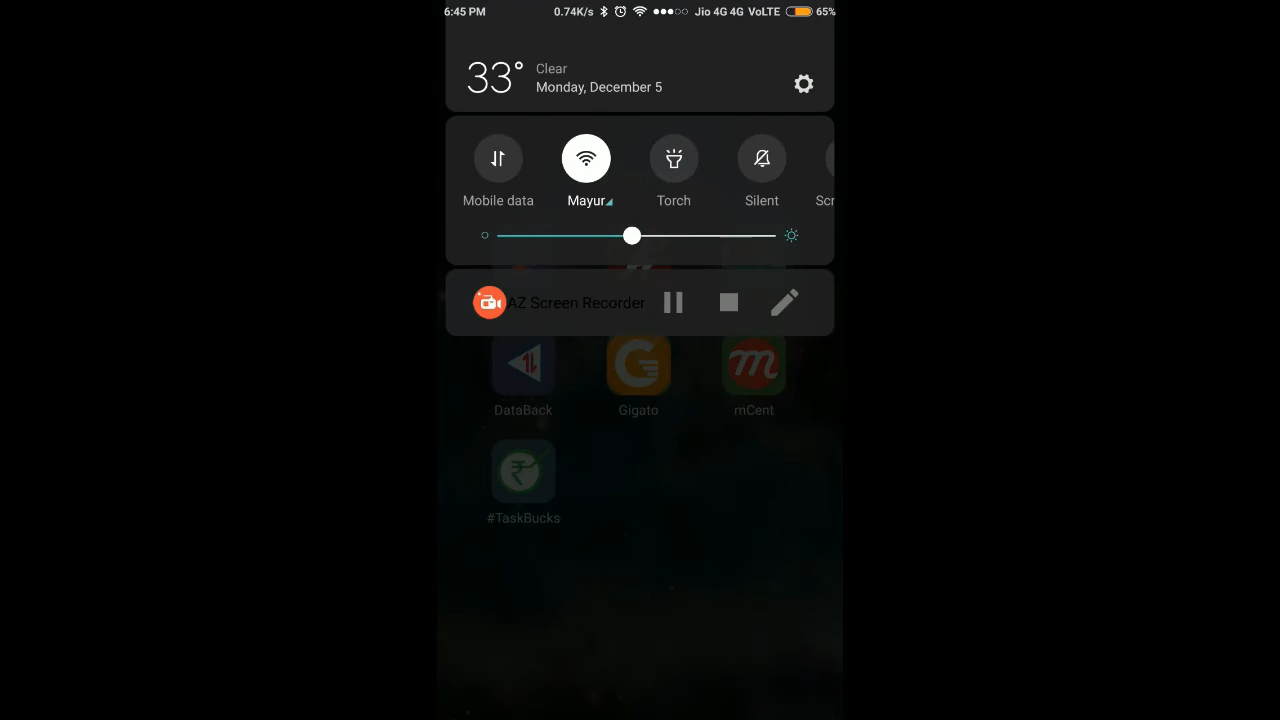 6:45 PM 0.74K/s Jio 4G 4G VoLTE 65%
33° Clear
Monday, December 5
Mobile data Mayur Torch Silent Scr
AZ Screen Recorder
DataBack Gigato mCent
#TaskBucks